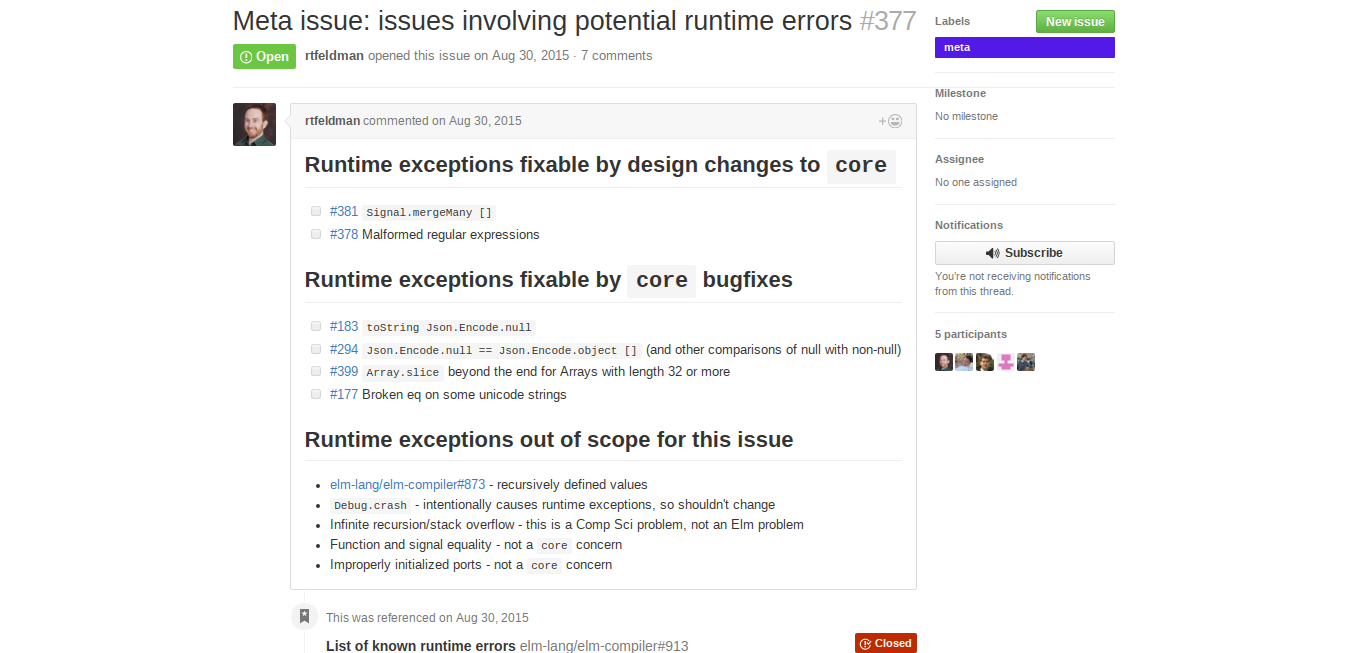 Meta issue: issues involving potential runtime errors #377
Open rtfeldman opened this issue on Aug 30, 2015 · 7 comments
rtfeldman commented on Aug 30, 2015
Runtime exceptions fixable by design changes to core
#381 Signal.mergeMany []
#378 Malformed regular expressions
Runtime exceptions fixable by core bugfixes
#183 toString Json.Encode.null
#294 Json.Encode.null == Json.Encode.object [] (and other comparisons of null with non-null)
#399 Array.slice beyond the end for Arrays with length 32 or more
#177 Broken eq on some unicode strings
Runtime exceptions out of scope for this issue
• elm-lang/elm-compiler#873 - recursively defined values
• Debug.crash - intentionally causes runtime exceptions, so shouldn't change
• Infinite recursion/stack overflow - this is a Comp Sci problem, not an Elm problem
• Function and signal equality - not a core concern
• Improperly initialized ports - not a core concern
This was referenced on Aug 30, 2015
List of known runtime errors elm-lang/elm-compiler#913
Closed
Labels
New issue
meta
Milestone
No milestone
Assignee
No one assigned
Notifications
Subscribe
You're not receiving notifications
from this thread.
5 participants